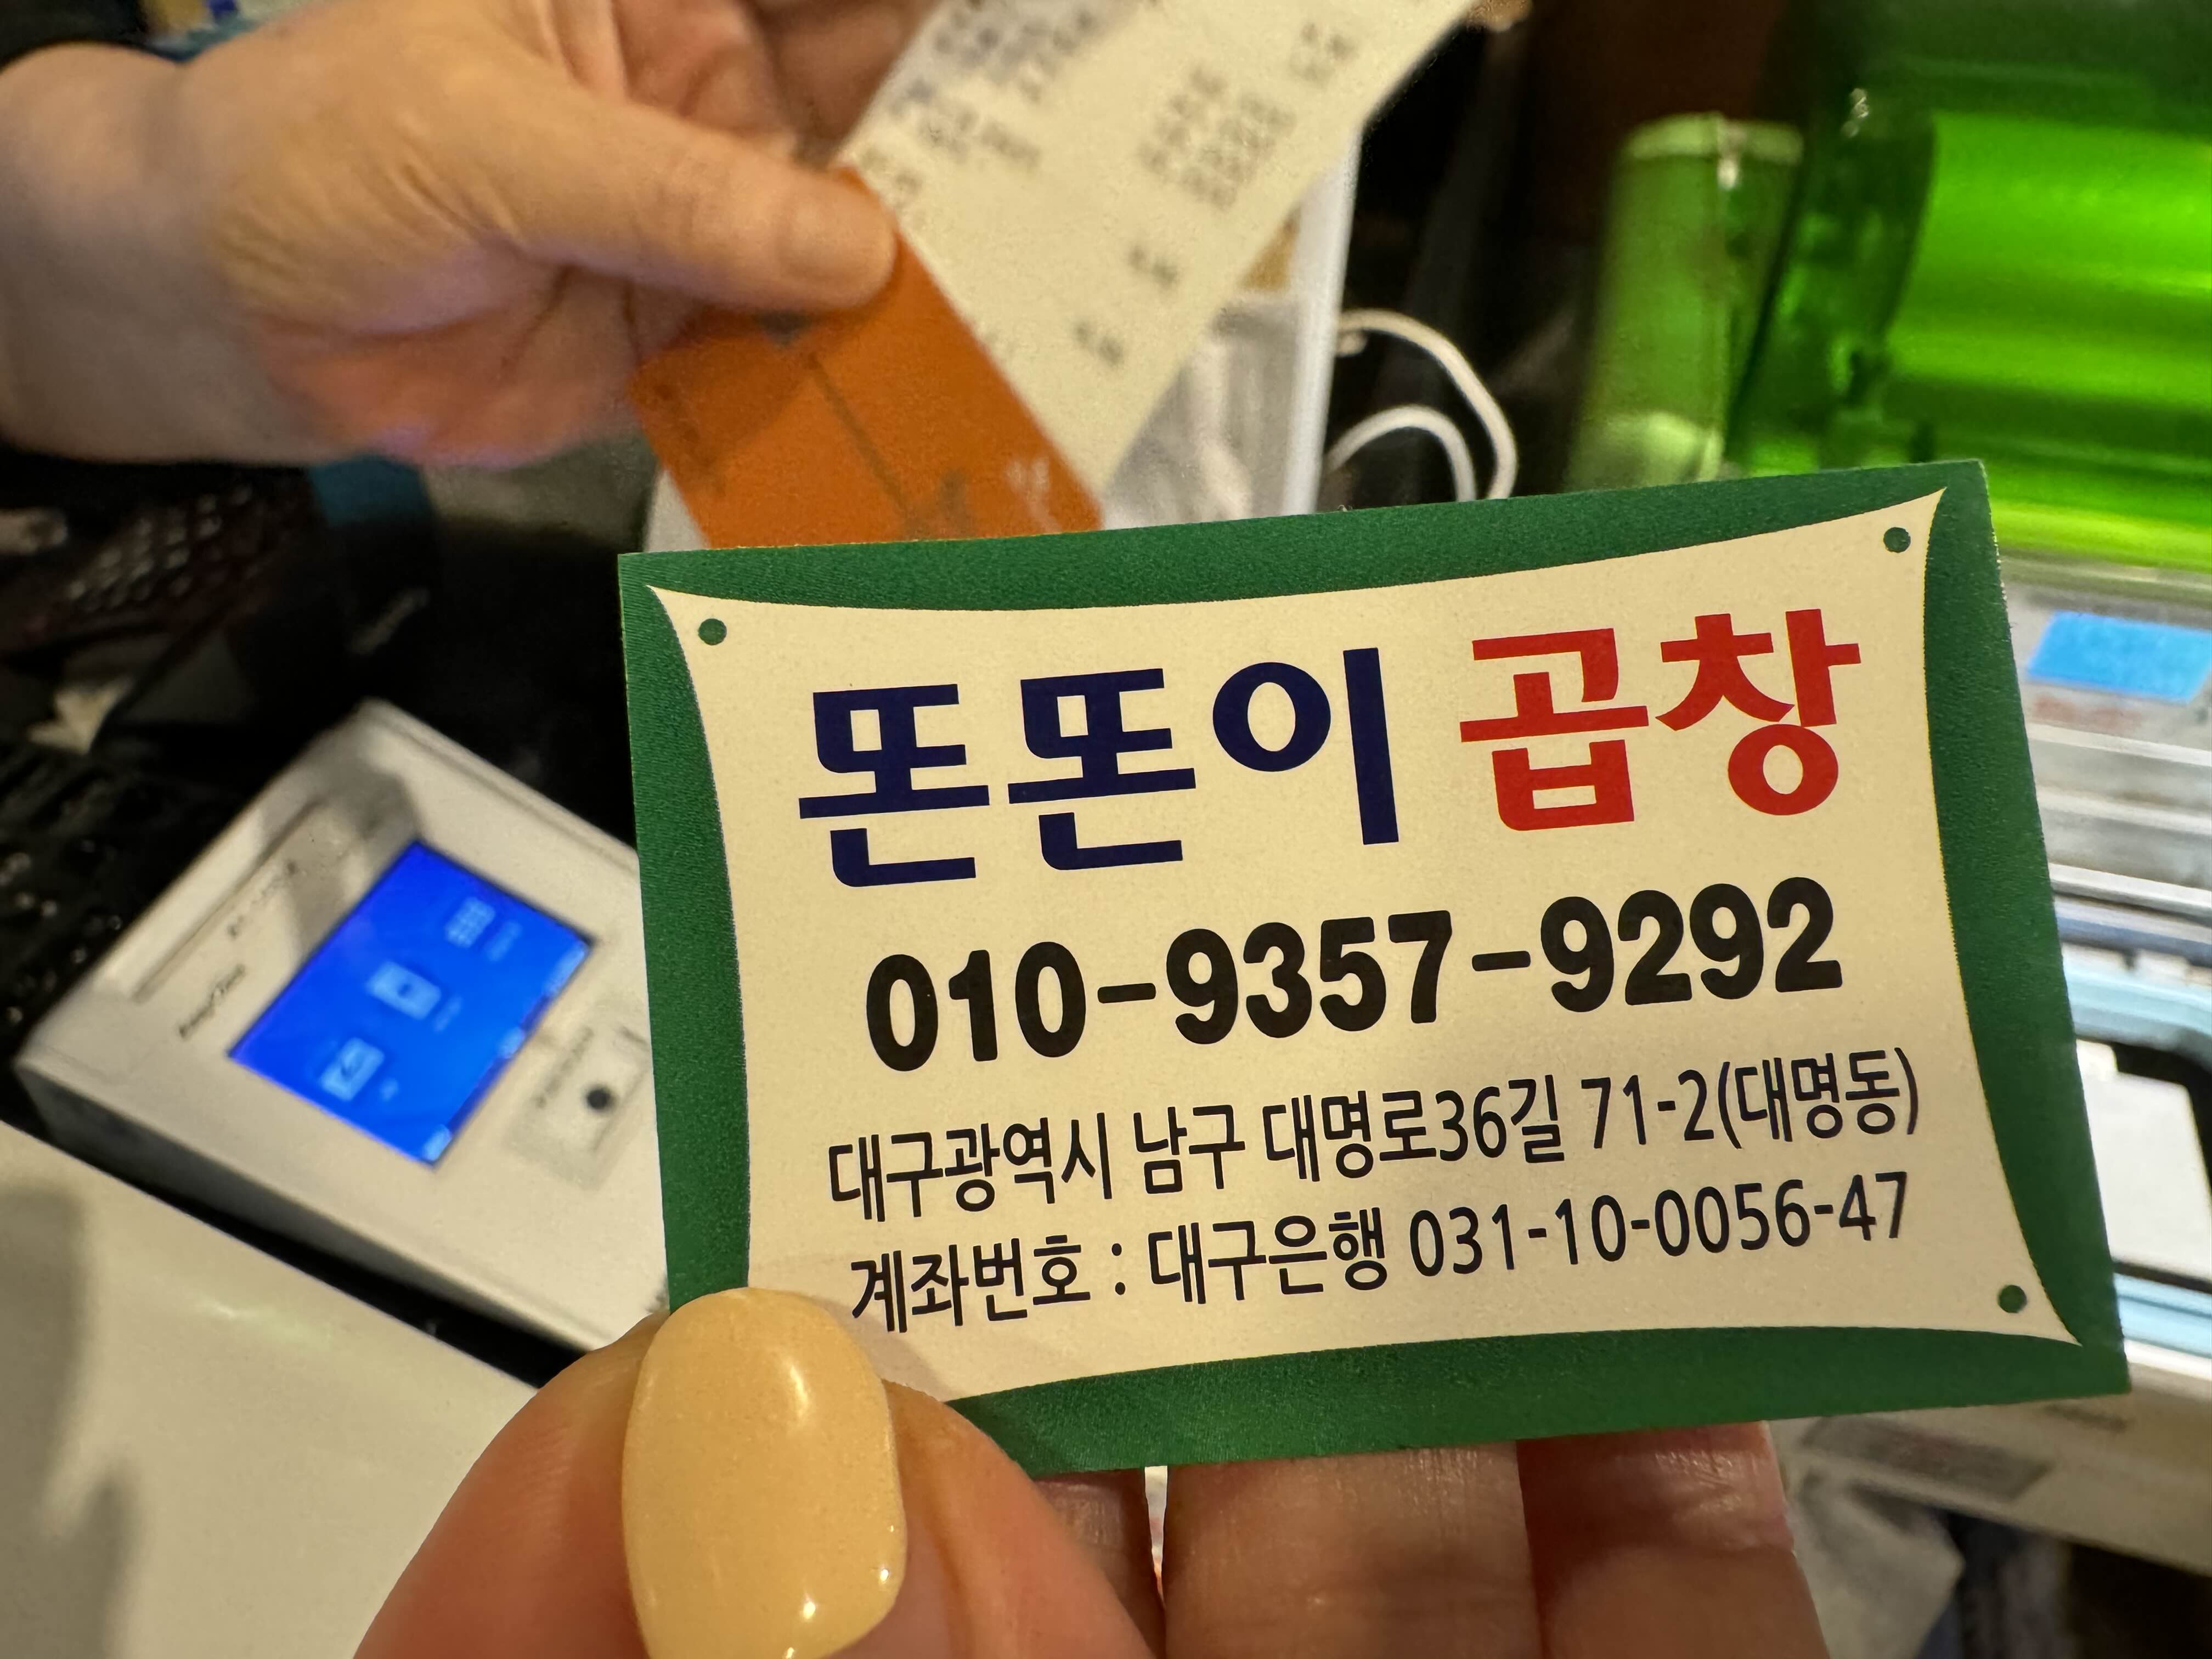 똔똔이 곱창
010-9357-9292
대구광역시 남구 대명로36길 71-2(대명동)
계좌번호 : 대구은행 031-10-0056-47